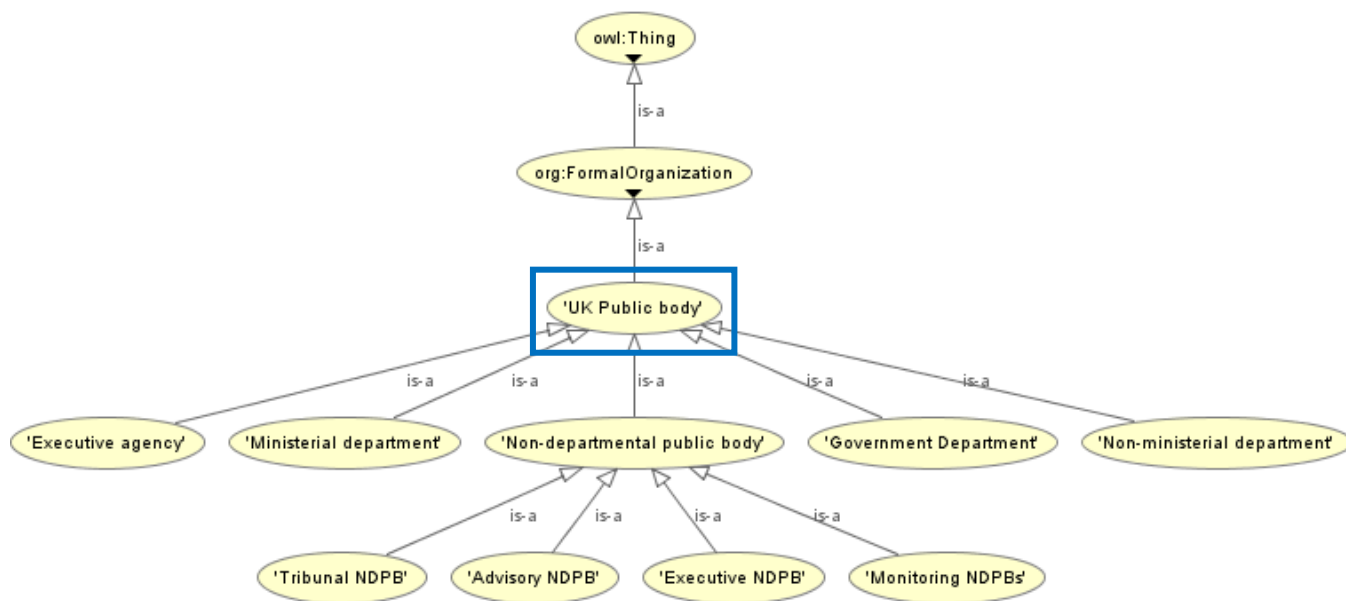 owl:Thing
is-a
org:FormalOrganization
is-a
'UK Public body'
is-a
is-a
is-a
is-a
is-a
'Executive agency'
'Ministerial department'
'Non-departmental public body'
'Government Department'
'Non-ministerial department'
is-a
is-a
is-a
is-a
'Tribunal NDPB'
'Advisory NDPB'
'Executive NDPB'
'Monitoring NDPBs'